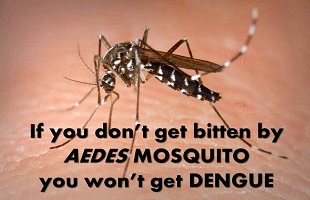 If you don't get bitten by
AEDES MOSQUITO
you won't get DENGUE